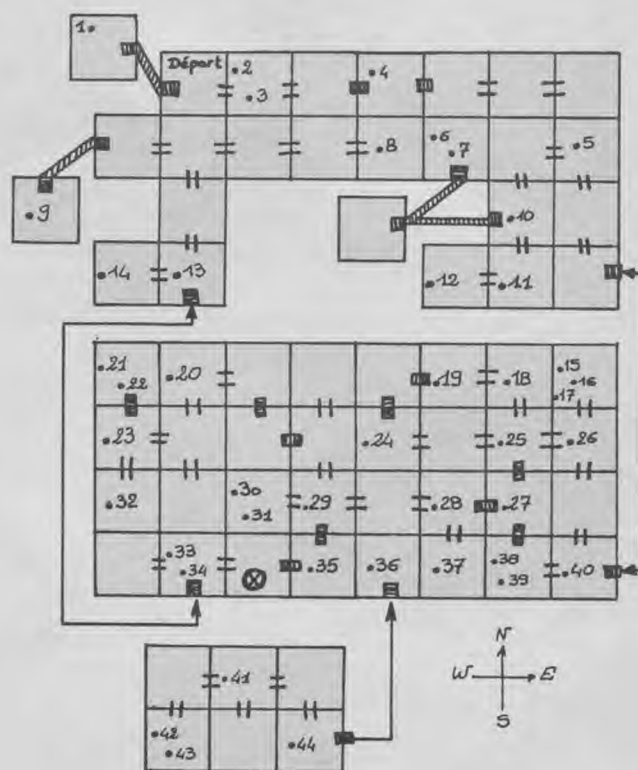 1.
Départ .2 .4
.3
.8 .6 .5
.7
.9 .10
.14 .13 .12 .11
.21 .20 .19 .18 .15
.22 .16
.17
.23 .24 .25 .26
.32 .30 .29 .28 .27
.31
.33 .35 .36 .37 .38 .40
.34 .39
.41
.42 .44
.43
N
W E
S